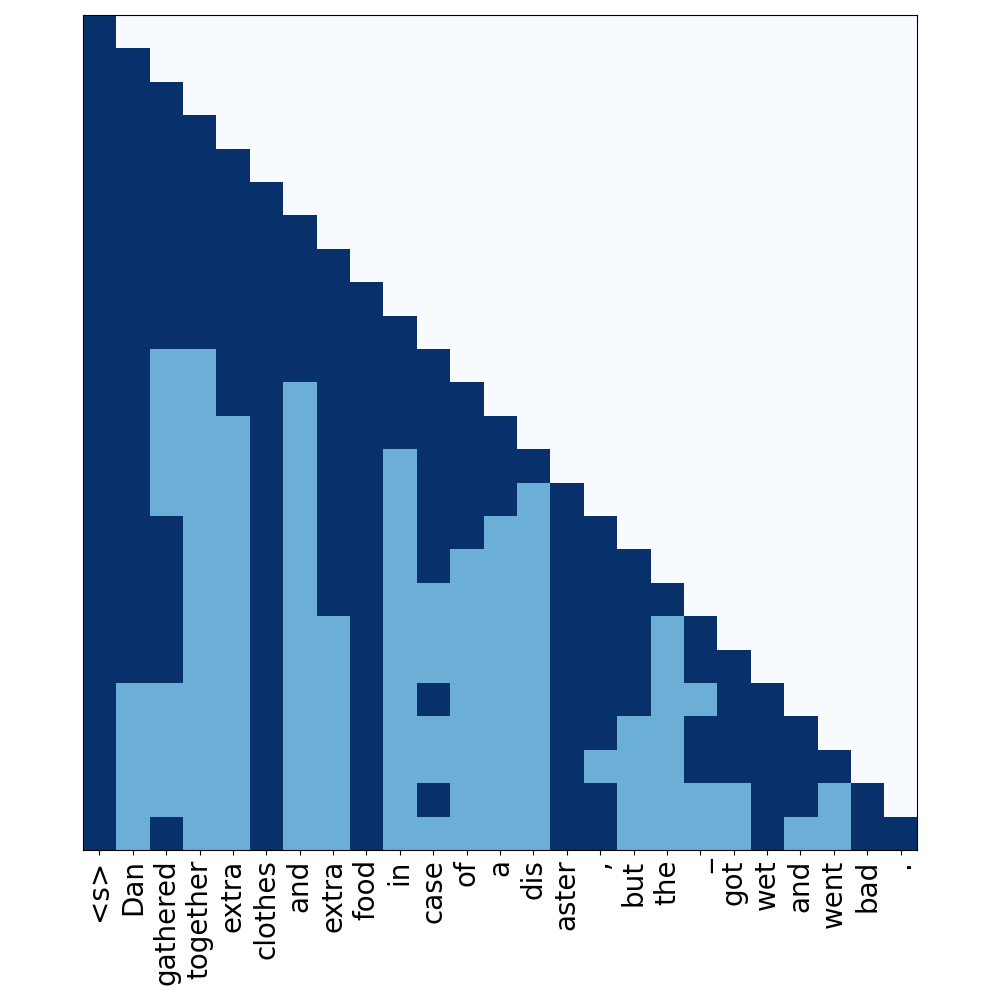 <s>
Dan
gathered
together
extra
clothes
and
extra
food
in
case
of
a
dis
aster
,
but
the
_
got
wet
and
went
bad
.